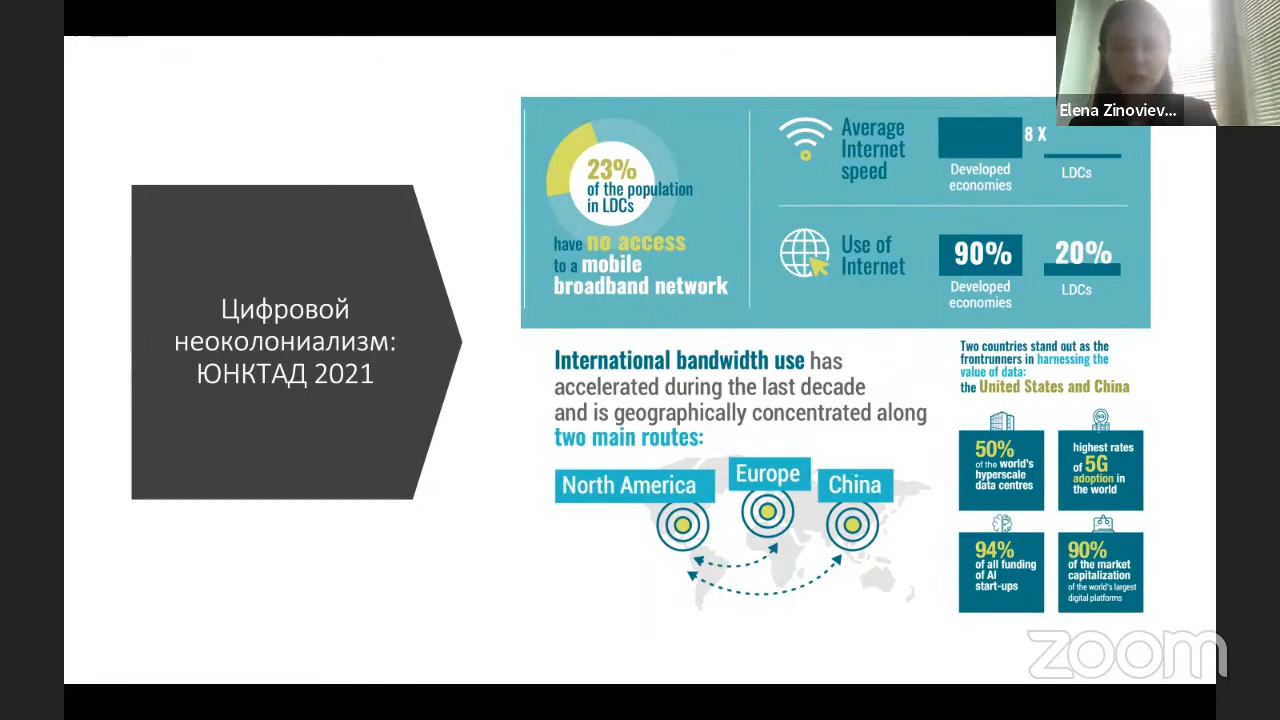 Elena Zinoviev...
Цифровой
неоколониализм:
ЮНКТАД 2021
23%
of the population
in LDCs
have no access
to a mobile
broadband network
Average
Internet
speed
8 X
Developed
economies
LDCs
Use of
Internet
90%
20%
Developed
economies
LDCs
International bandwidth use has
accelerated during the last decade
and is geographically concentrated along
two main routes:
North America
Europe
China
Two countries stand out as the
frontrunners in harnessing the
value of data:
the United States and China
50%
of the world's
hyperscale
data centres
highest rates
of 5G
adoption in
the world
94%
of all funding
of AI
start-ups
90%
of the market
capitalization
of the world's largest
digital platforms
zoom